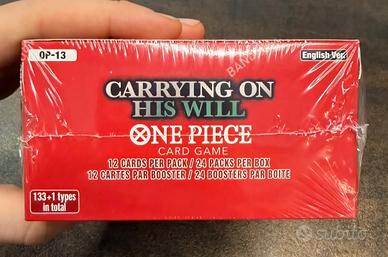 OP-13
BANDAI
English Ver.
CARRYING ON
HIS WILL
ONE PIECE
CARD GAME
12 CARDS PER PACK / 24 PACKS PER BOX
12 CARTES PAR BOOSTER / 24 BOOSTERS PAR BOITE
133+1 types
in total
subito